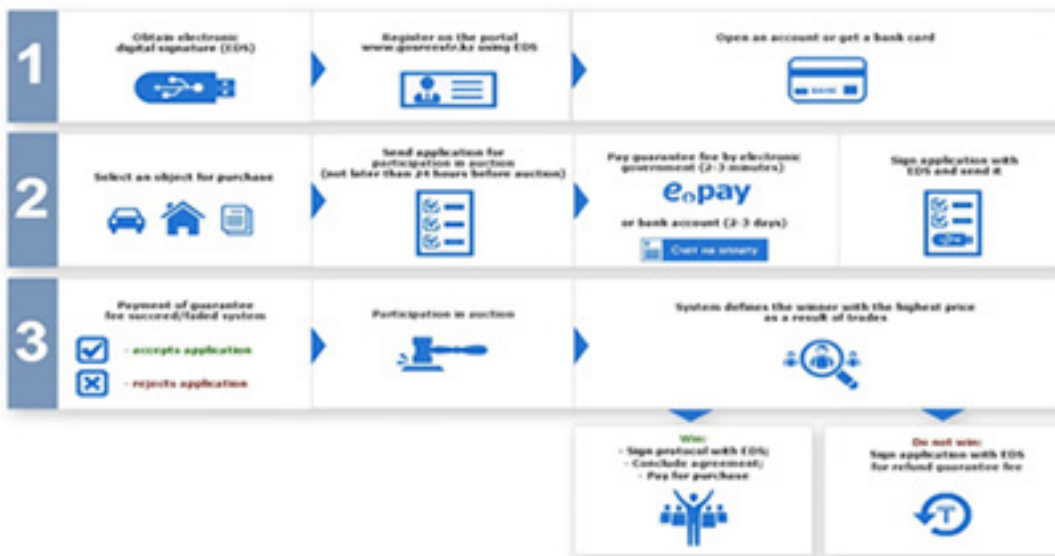 1
Obtain electronic
digital signature (EDS)
Register on the portal
www.gosreestr.kz using EDS
Open an account or get a bank card
BANK
2
Select an object for purchase
Send application for
participation in auction
(not later than 24 hours before auction)
Pay guarantee fee by electronic
government (2-3 minutes)
e pay
or bank account (2-3 days)
Счет на оплату
Sign application with
EDS and send it
3
Payment of guarantee
fee succeed/failed system
- accepts application
- rejects application
Participation in auction
System defines the winner with the highest price
as a result of trades
Win:
- Sign protocol with EDS;
- Conclude agreement;
- Pay for purchase
Do not win:
Sign application with EDS
for refund guarantee fee
T